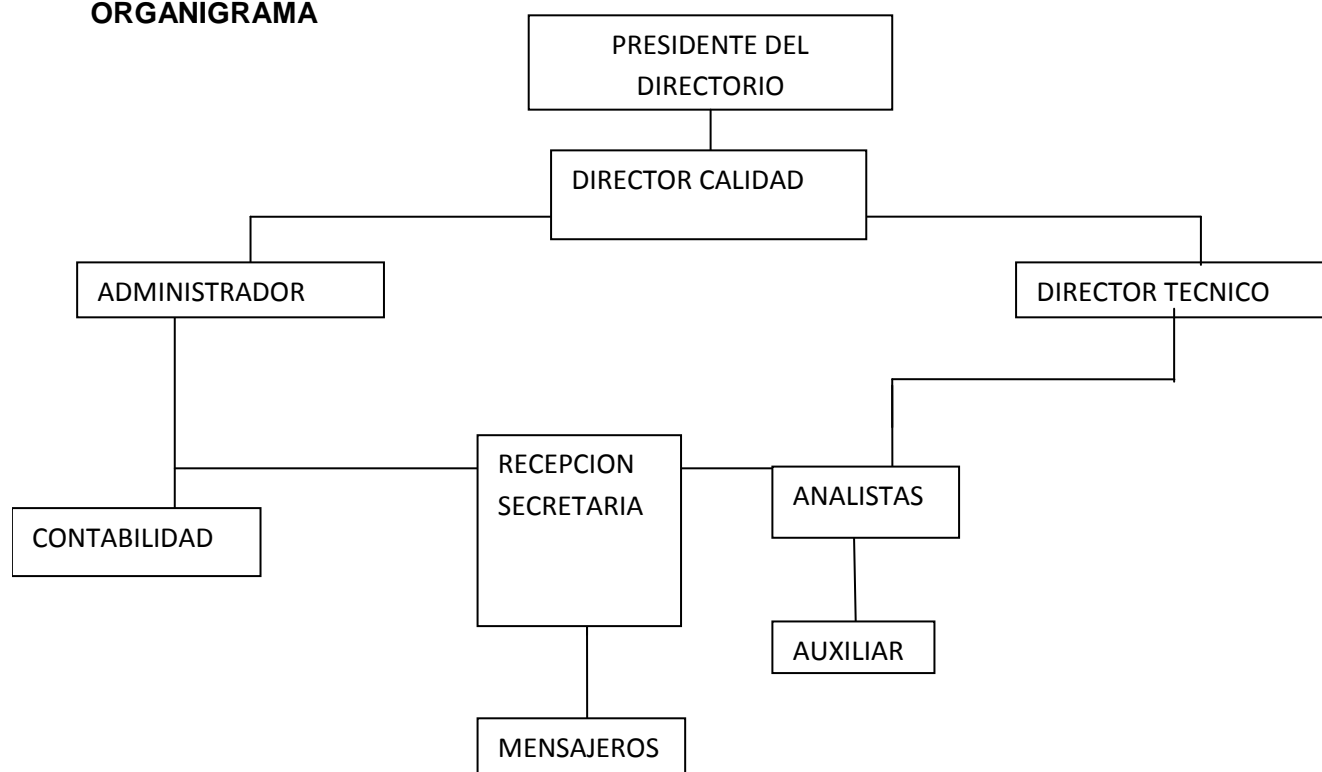 ORGANIGRAMA
PRESIDENTE DEL
DIRECTORIO
DIRECTOR CALIDAD
ADMINISTRADOR
DIRECTOR TECNICO
RECEPCION
SECRETARIA
ANALISTAS
CONTABILIDAD
AUXILIAR
MENSAJEROS